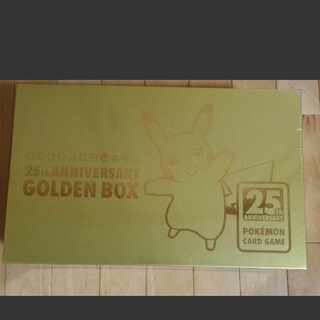 25th ANNIVERSARY
GOLDEN BOX
25th
ANNIVERSARY
POKÉMON
CARD GAME